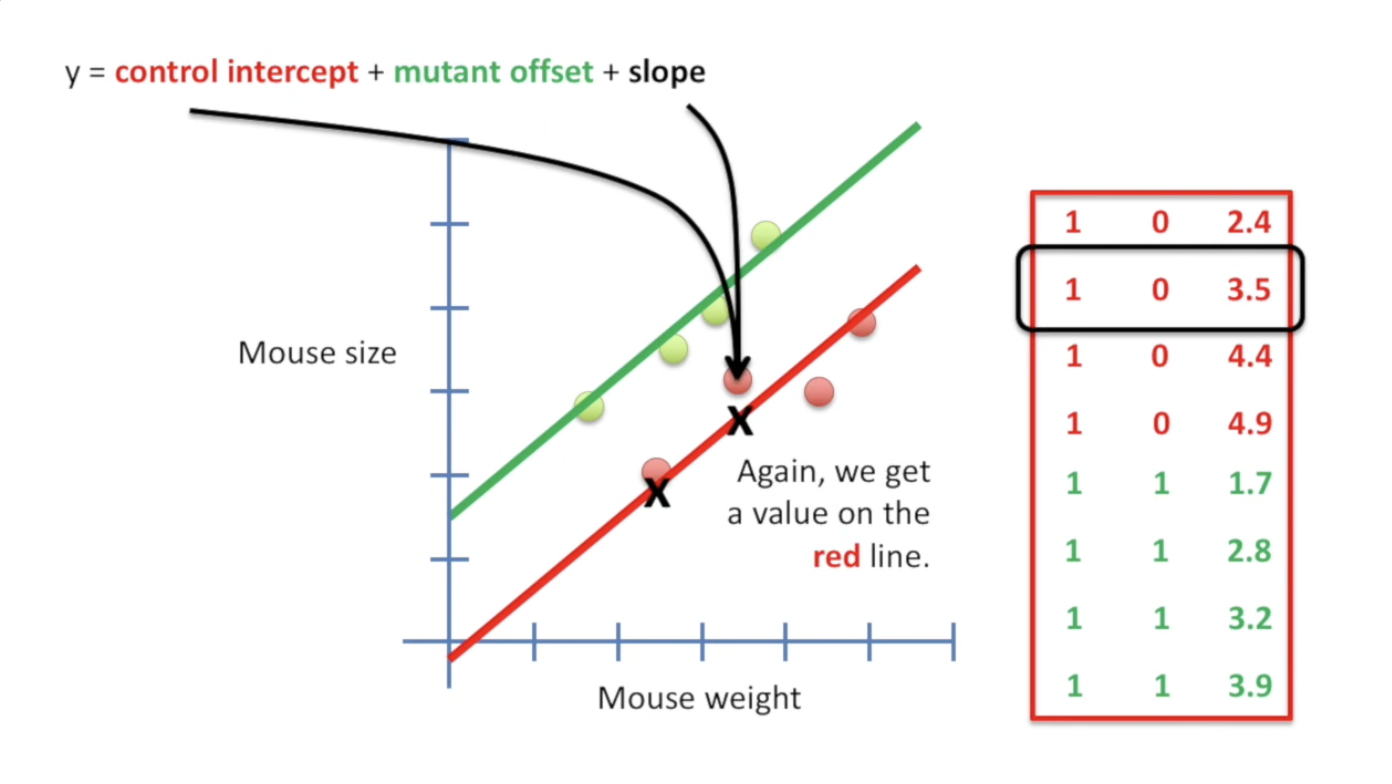 y = control intercept + mutant offset + slope
Mouse size
X
X
Again, we get
a value on the
red line.
Mouse weight
1 0 2.4
1 0 3.5
1 0 4.4
1 0 4.9
1 1 1.7
1 1 2.8
1 1 3.2
1 1 3.9